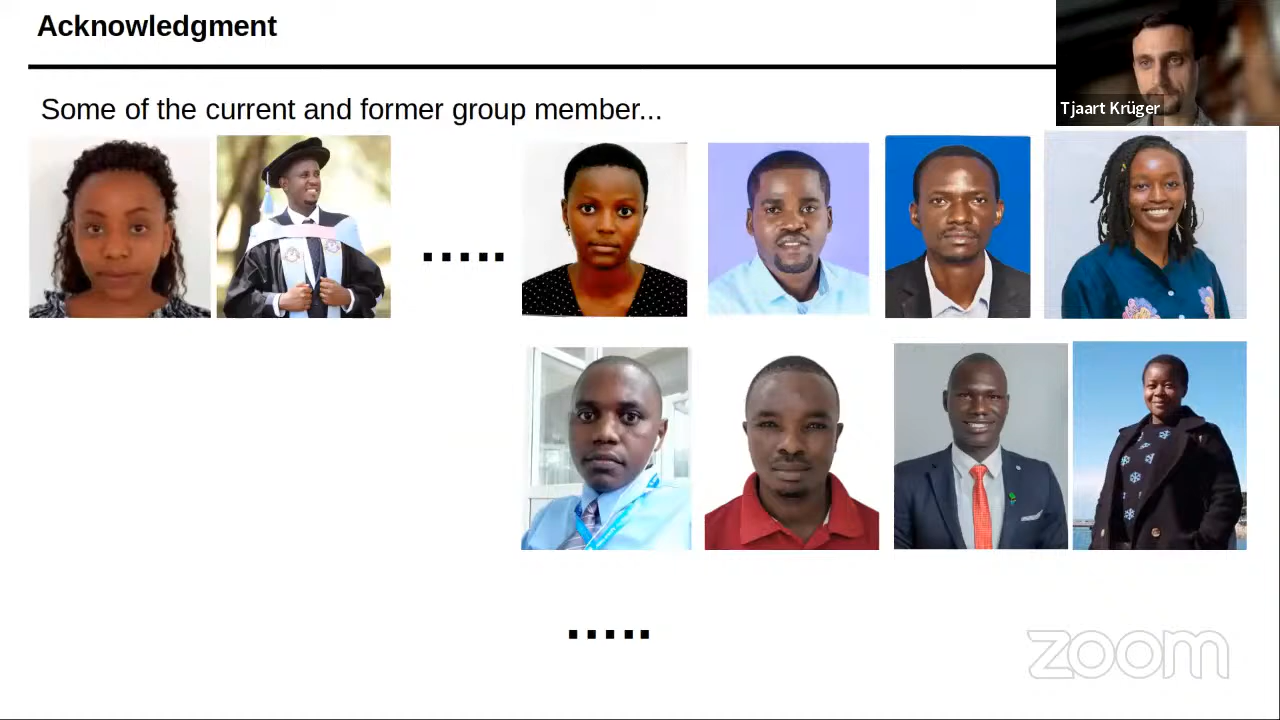 Acknowledgment
Tjaart Krüger
Some of the current and former group member...
.....
.....
zoom